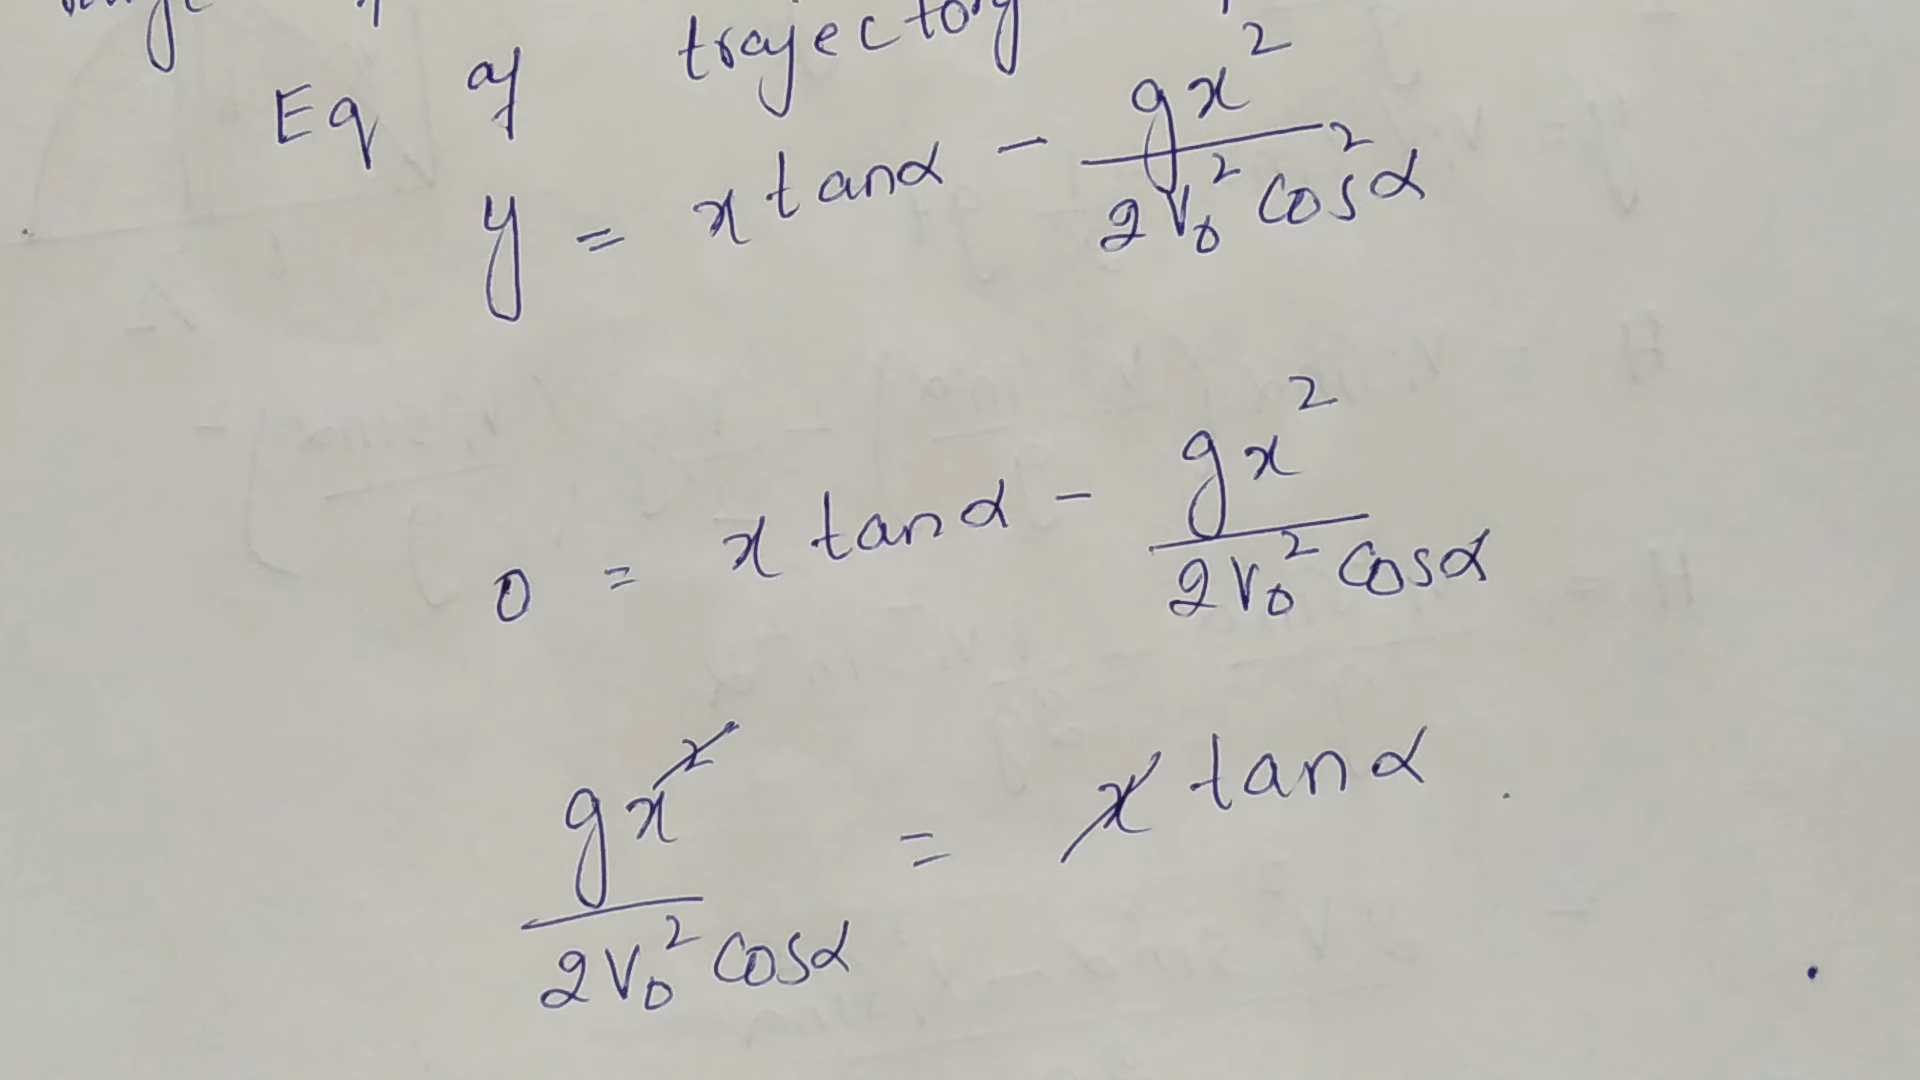 Eq of trajectory
y = x tanα - gx² / 2V₀² cos²α
0 = x tanα - gx² / 2V₀² cosα
gx² / 2V₀² cosα = x tanα .